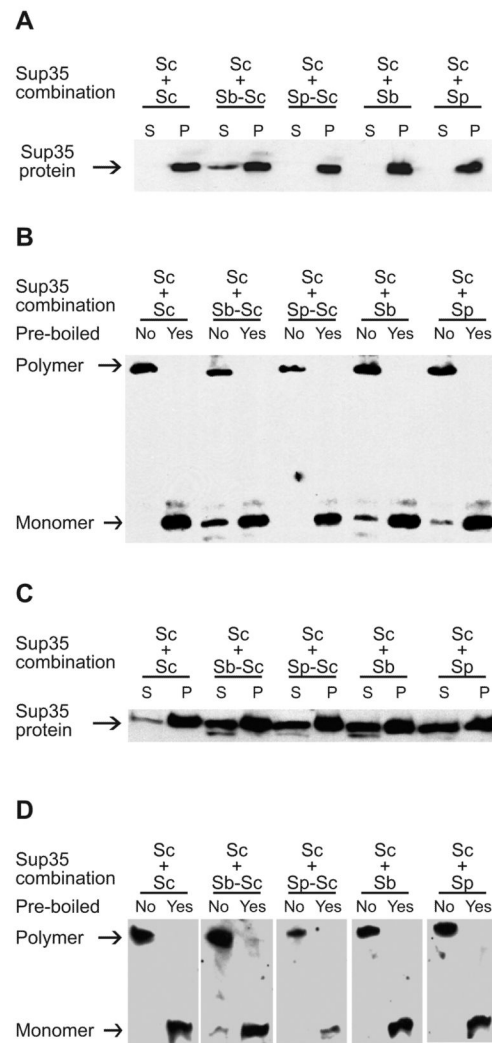 A
Sup35 combination
Sc + Sc
Sc + Sb-Sc
Sc + Sp-Sc
Sc + Sb
Sc + Sp
S P S P S P S P S P
Sup35 protein →
B
Sup35 combination
Sc + Sc
Sc + Sb-Sc
Sc + Sp-Sc
Sc + Sb
Sc + Sp
Pre-boiled No Yes No Yes No Yes No Yes No Yes
Polymer →
Monomer →
C
Sup35 combination
Sc + Sc
Sc + Sb-Sc
Sc + Sp-Sc
Sc + Sb
Sc + Sp
S P S P S P S P S P
Sup35 protein →
D
Sup35 combination
Sc + Sc
Sc + Sb-Sc
Sc + Sp-Sc
Sc + Sb
Sc + Sp
Pre-boiled No Yes No Yes No Yes No Yes No Yes
Polymer →
Monomer →